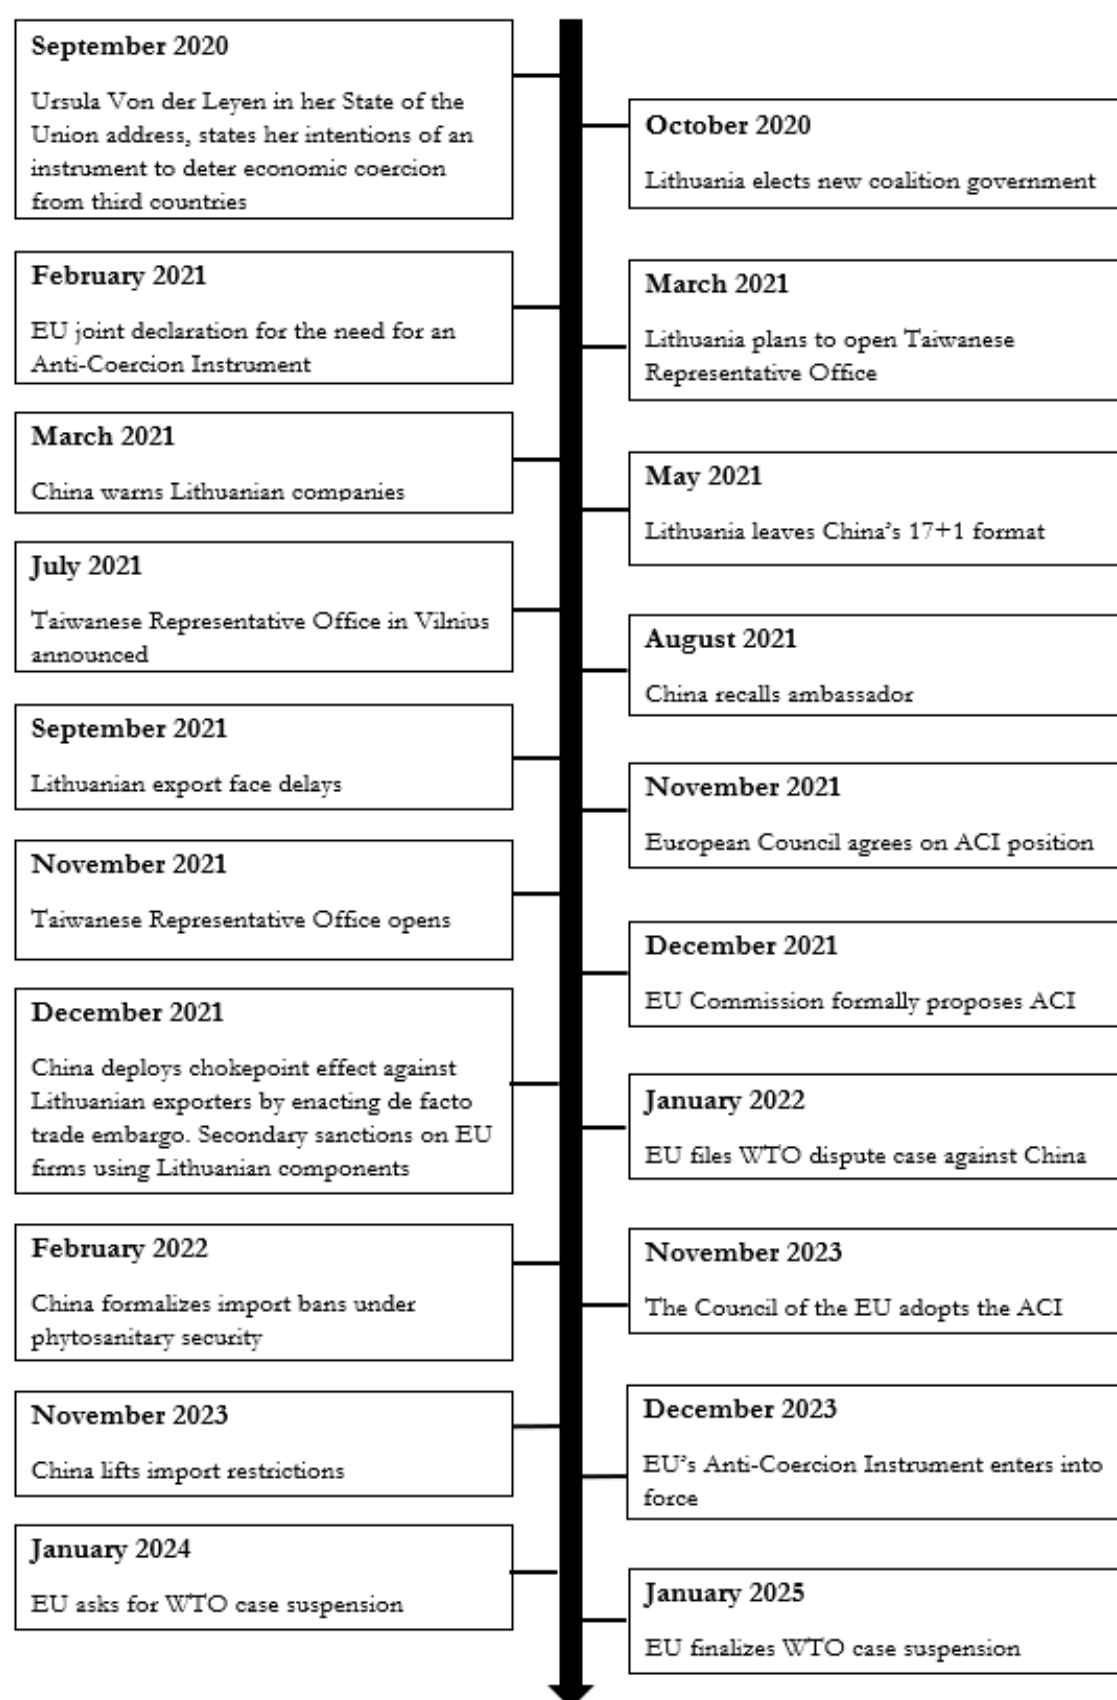 September 2020
Ursula Von der Leyen in her State of the
Union address, states her intentions of an
instrument to deter economic coercion
from third countries
October 2020
Lithuania elects new coalition government
February 2021
EU joint declaration for the need for an
Anti-Coercion Instrument
March 2021
Lithuania plans to open Taiwanese
Representative Office
March 2021
China warns Lithuanian companies
May 2021
Lithuania leaves China's 17+1 format
July 2021
Taiwanese Representative Office in Vilnius
announced
August 2021
China recalls ambassador
September 2021
Lithuanian export face delays
November 2021
European Council agrees on ACI position
November 2021
Taiwanese Representative Office opens
December 2021
EU Commission formally proposes ACI
December 2021
China deploys chokepoint effect against
Lithuanian exporters by enacting de facto
trade embargo. Secondary sanctions on EU
firms using Lithuanian components
January 2022
EU files WTO dispute case against China
February 2022
China formalizes import bans under
phytosanitary security
November 2023
The Council of the EU adopts the ACI
November 2023
China lifts import restrictions
December 2023
EU's Anti-Coercion Instrument enters into
force
January 2024
EU asks for WTO case suspension
January 2025
EU finalizes WTO case suspension